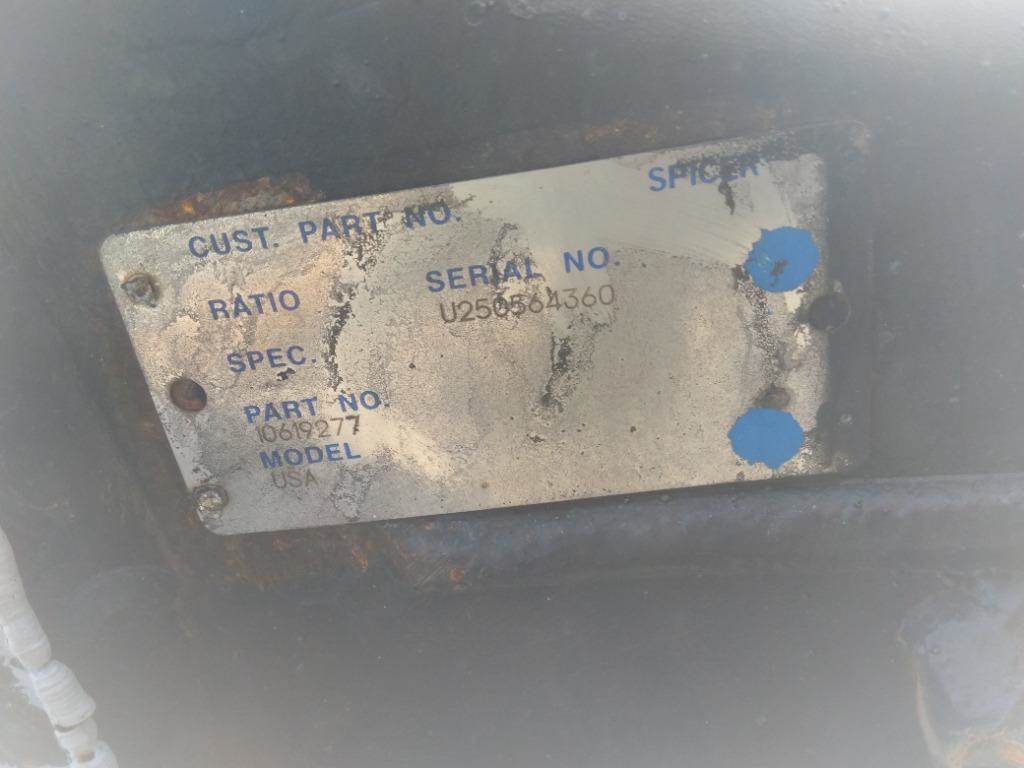 SPICER
CUST. PART NO.
SERIAL NO.
U250564360
RATIO
SPEC.
PART NO.
10619277
MODEL
USA